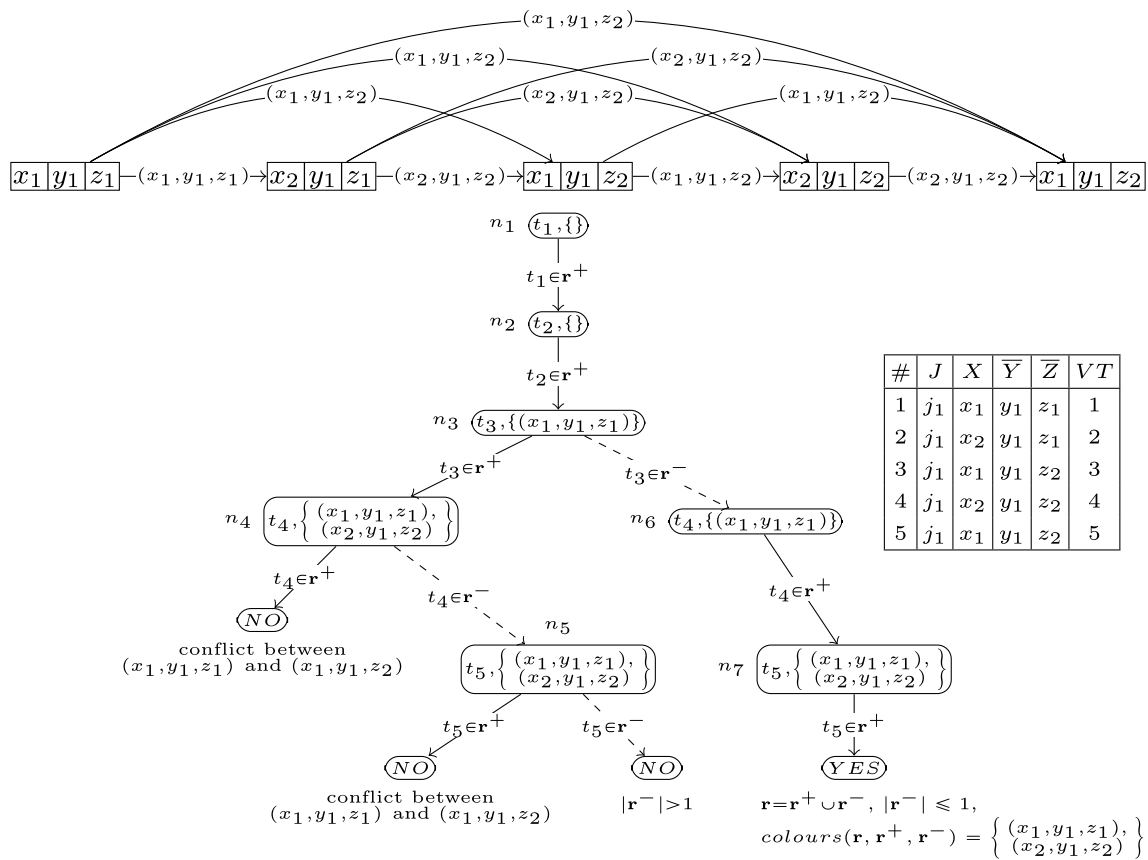 (x₁,y₁,z₂)
(x₁,y₁,z₂) (x₂,y₁,z₂)
(x₁,y₁,z₂) (x₂,y₁,z₂) (x₁,y₁,z₂)
x₁ y₁ z₁ (x₁,y₁,z₁) x₂ y₁ z₁ (x₂,y₁,z₂) x₁ y₁ z₂ (x₁,y₁,z₂) x₂ y₁ z₂ (x₂,y₁,z₂) x₁ y₁ z₂
n₁ t₁,{}
t₁∈r⁺
n₂ t₂,{}
t₂∈r⁺
n₃ t₃,{(x₁,y₁,z₁)}
t₃∈r⁺ t₃∈r⁻
n₄ t₄,{ (x₁,y₁,z₁), (x₂,y₁,z₂) }
n₆ t₄,{(x₁,y₁,z₁)}
# J X Y̅ Z̅ VT
1 j₁ x₁ y₁ z₁ 1
2 j₁ x₂ y₁ z₁ 2
3 j₁ x₁ y₁ z₂ 3
4 j₁ x₂ y₁ z₂ 4
5 j₁ x₁ y₁ z₂ 5
t₄∈r⁺ t₄∈r⁻ t₄∈r⁺
NO
conflict between
(x₁,y₁,z₁) and (x₁,y₁,z₂)
n₅
t₅,{ (x₁,y₁,z₁), (x₂,y₁,z₂) }
n₇ t₅,{ (x₁,y₁,z₁), (x₂,y₁,z₂) }
t₅∈r⁺ t₅∈r⁻ t₅∈r⁺
NO NO YES
conflict between
(x₁,y₁,z₁) and (x₁,y₁,z₂)
|r⁻|>1
r=r⁺∪r⁻, |r⁻| ⩽ 1,
colours(r, r⁺, r⁻) = { (x₁,y₁,z₁), (x₂,y₁,z₂) }